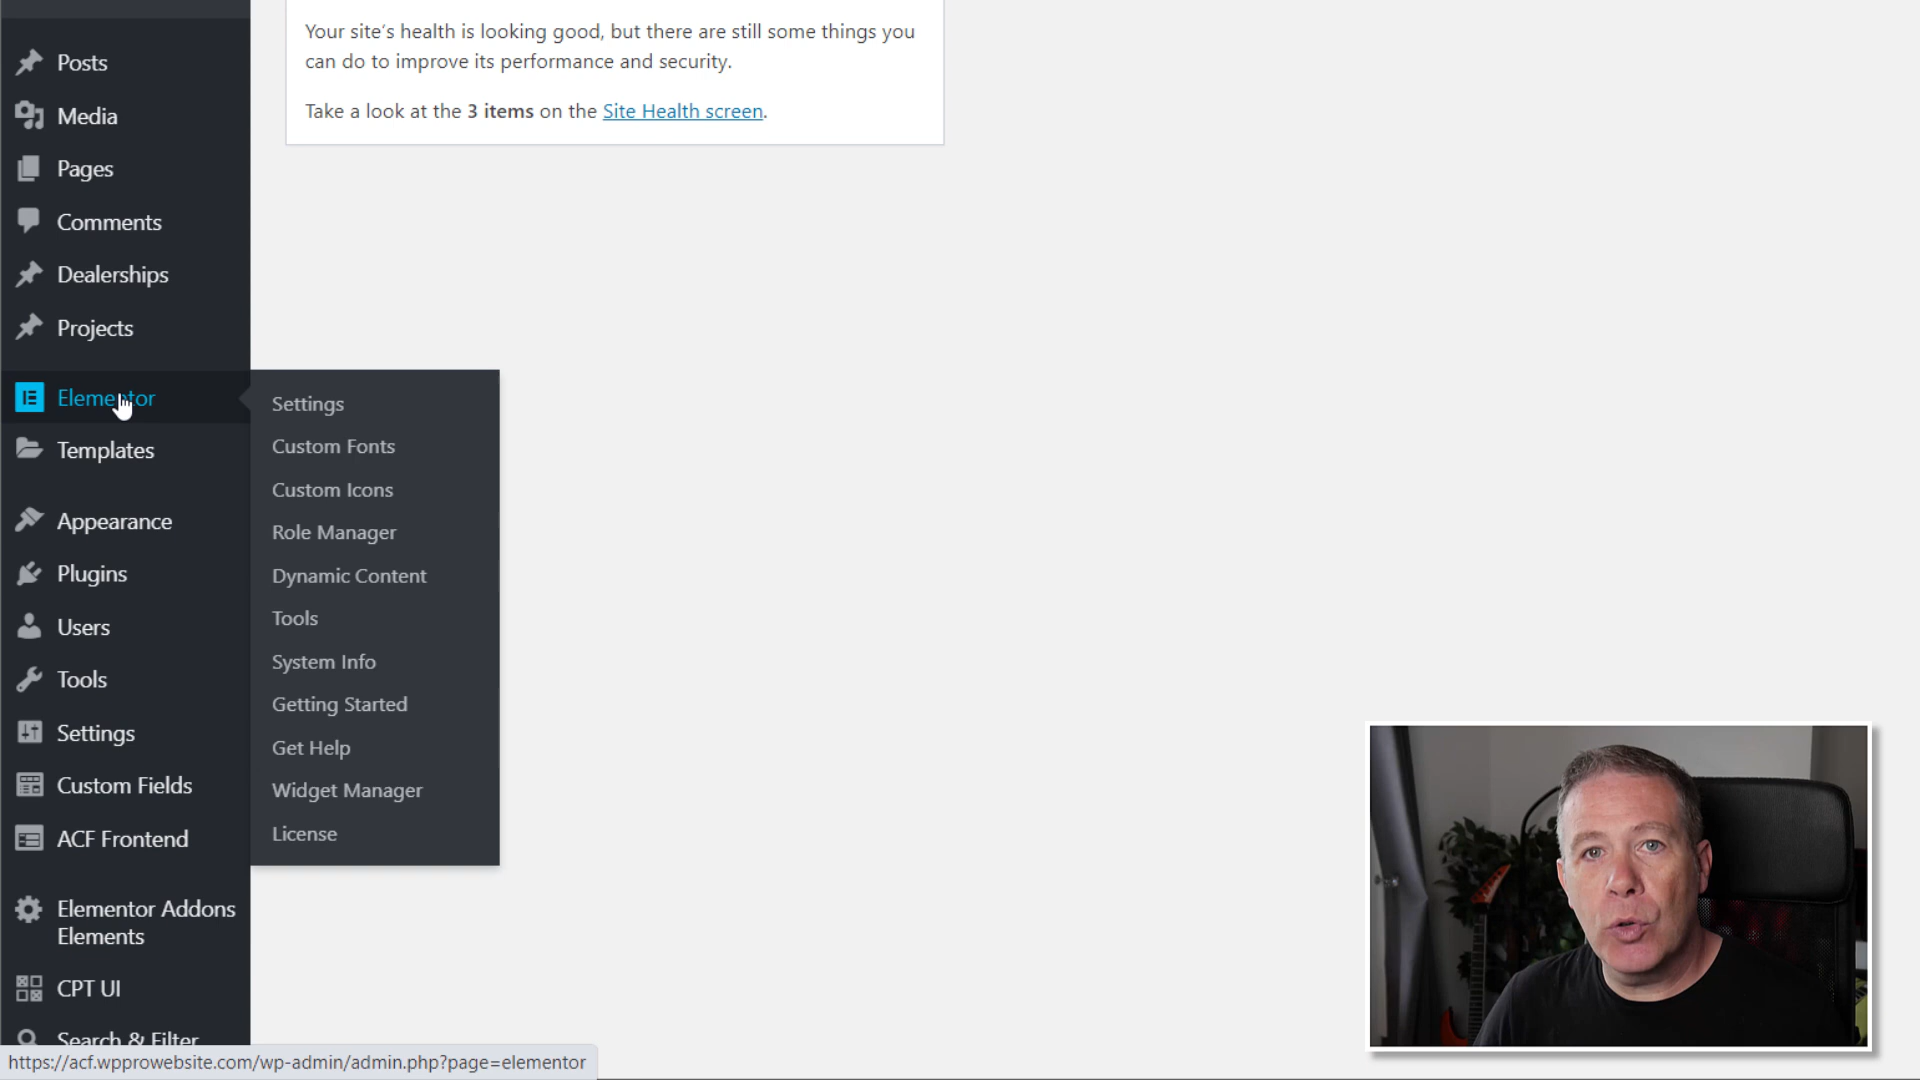 Your site's health is looking good, but there are still some things you
can do to improve its performance and security.
Take a look at the 3 items on the Site Health screen.
Posts
Media
Pages
Comments
Dealerships
Projects
Elementor
Templates
Appearance
Plugins
Users
Tools
Settings
Custom Fields
ACF Frontend
Elementor Addons
Elements
CPT UI
Search & Filter
Settings
Custom Fonts
Custom Icons
Role Manager
Dynamic Content
Tools
System Info
Getting Started
Get Help
Widget Manager
License
https://acf.wpprowebsite.com/wp-admin/admin.php?page=elementor